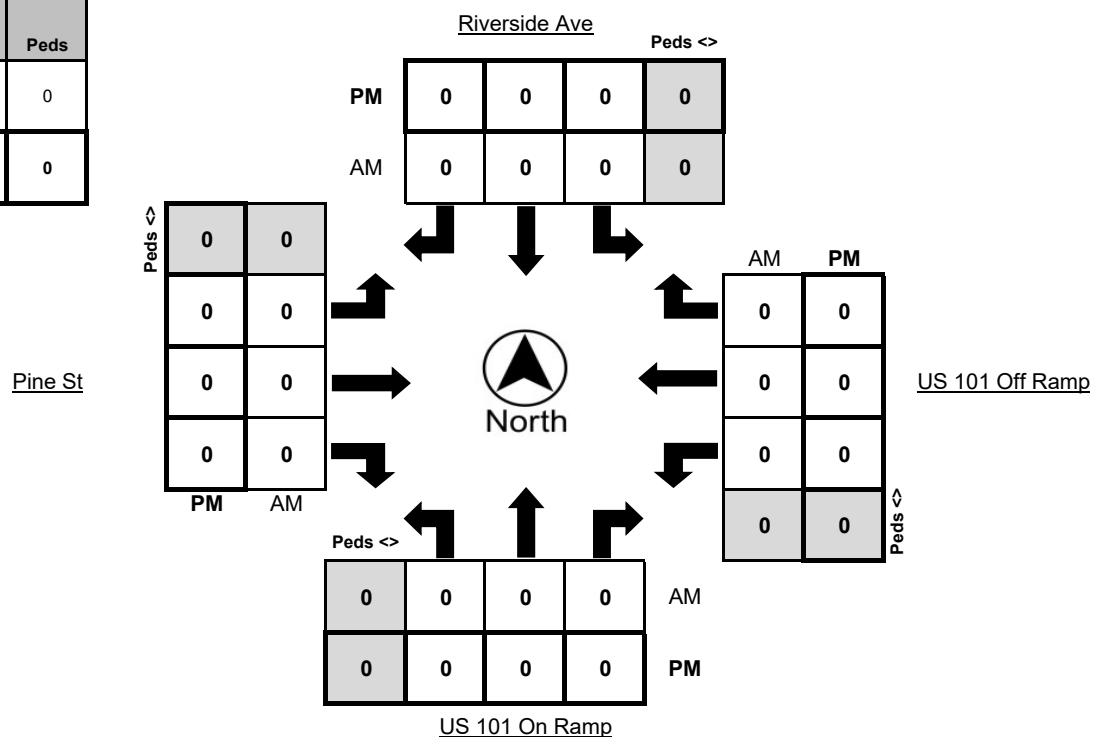 Riverside Ave
Peds
Peds <>
PM 0 0 0 0
0
AM 0 0 0 0
0
Peds <>
0 0
AM PM
0 0
0 0
0 0
0 0
Pine St
North
US 101 Off Ramp
0 0
0 0
PM AM
0 0
Peds <>
Peds <>
0 0 0 0 AM
0 0 0 0 PM
US 101 On Ramp